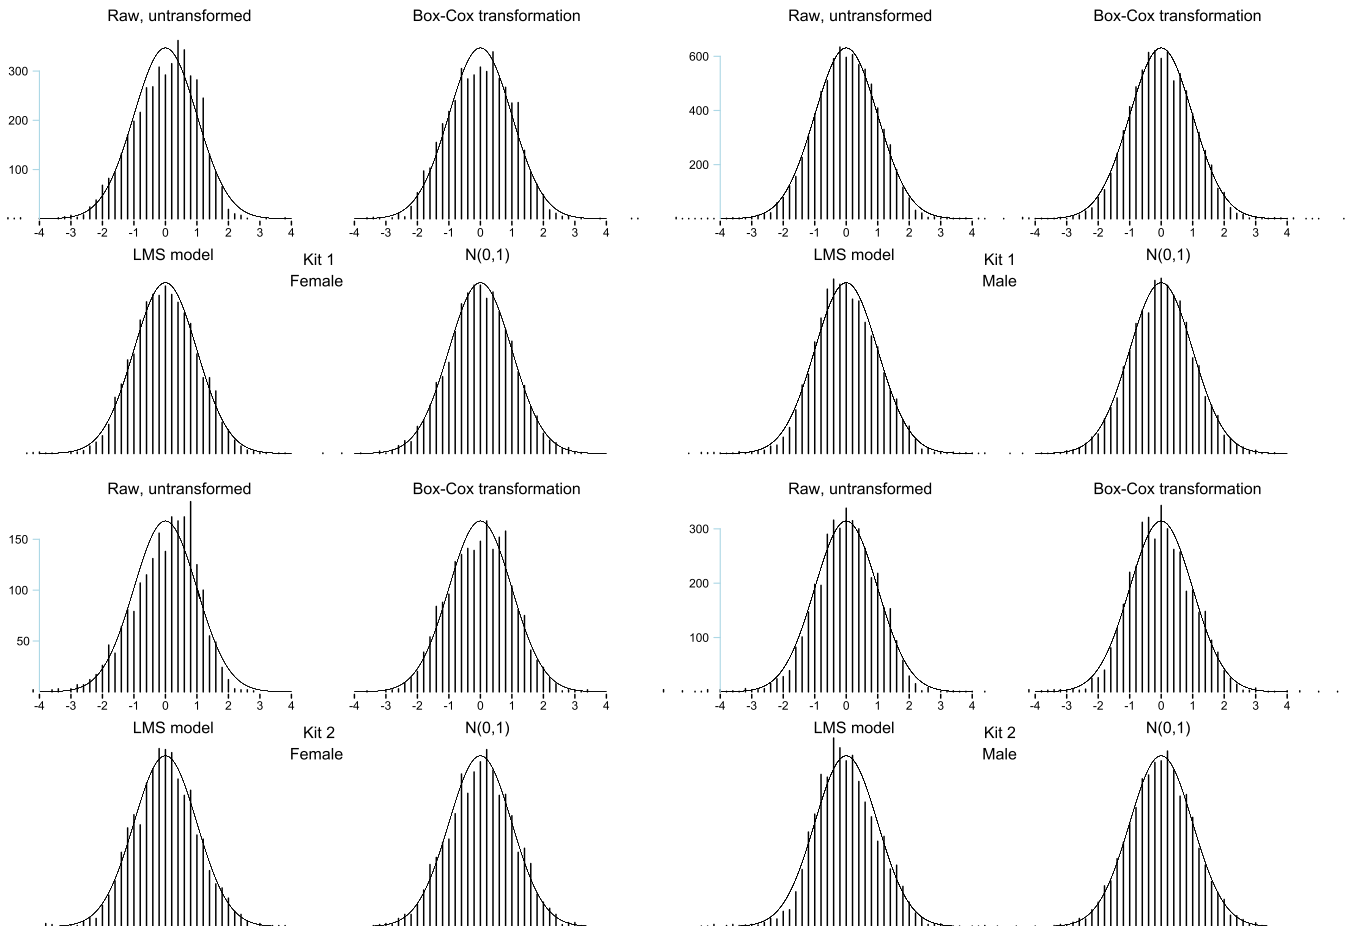 Raw, untransformed Box-Cox transformation Raw, untransformed Box-Cox transformation
300
200
100
600
400
200
-4 -3 -2 -1 0 1 2 3 4 -4 -3 -2 -1 0 1 2 3 4 -4 -3 -2 -1 0 1 2 3 4 -4 -3 -2 -1 0 1 2 3 4
LMS model Kit 1 N(0,1) LMS model Kit 1 N(0,1)
Female Male
Raw, untransformed Box-Cox transformation Raw, untransformed Box-Cox transformation
150
100
50
300
200
100
-4 -3 -2 -1 0 1 2 3 4 -4 -3 -2 -1 0 1 2 3 4 -4 -3 -2 -1 0 1 2 3 4 -4 -3 -2 -1 0 1 2 3 4
LMS model Kit 2 N(0,1) LMS model Kit 2 N(0,1)
Female Male